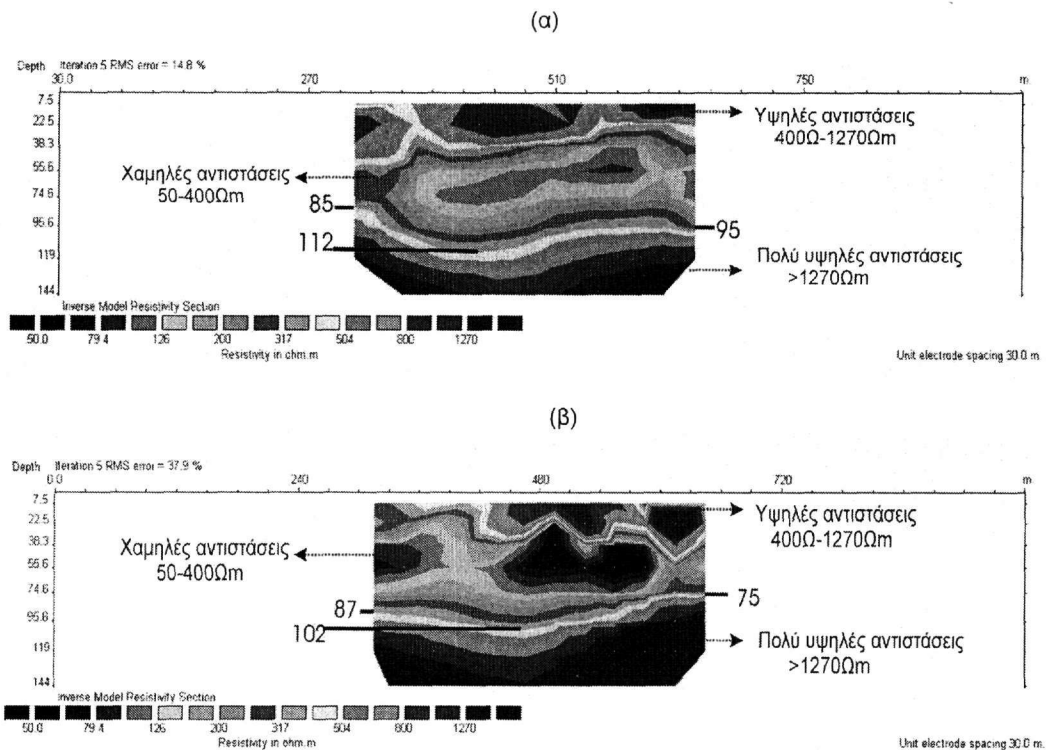 (α)
Depth Iteration 5 RMS error = 14.8 %
30.0 270 510 750 m.
7.5
22.5
38.3
55.6
74.6
95.6
119
144
Υψηλές αντιστάσεις
400Ω-1270Ωm
Χαμηλές αντιστάσεις
50-400Ωm
85
112
95
Πολύ υψηλές αντιστάσεις
>1270Ωm
Inverse Model Resistivity Section
50.0 79.4 126 200 317 504 800 1270
Resistivity in ohm.m
Unit electrode spacing 30.0 m.
(β)
Depth Iteration 5 RMS error = 37.9 %
0.0 240 480 720 m.
7.5
22.5
38.3
55.6
74.6
95.6
119
144
Υψηλές αντιστάσεις
400Ω-1270Ωm
Χαμηλές αντιστάσεις
50-400Ωm
87
102
75
Πολύ υψηλές αντιστάσεις
>1270Ωm
Inverse Model Resistivity Section
50.0 79.4 126 200 317 504 800 1270
Resistivity in ohm.m
Unit electrode spacing 30.0 m.